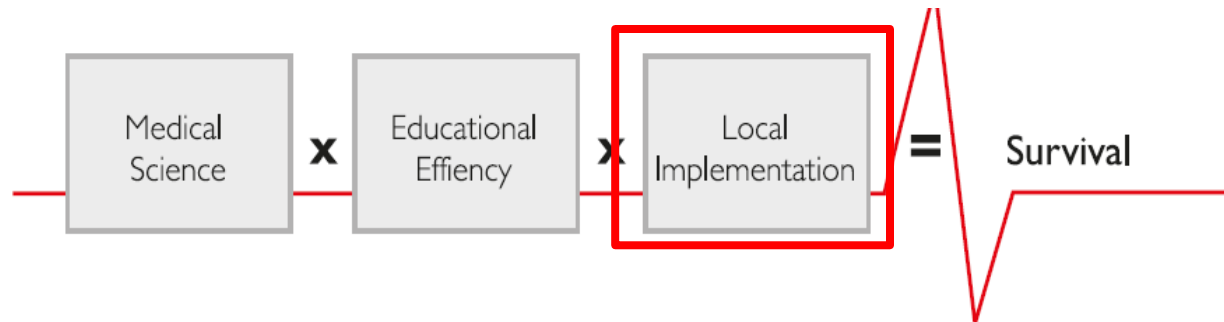 Medical
Science
x
Educational
Effiency
x
Local
Implementation
=
Survival